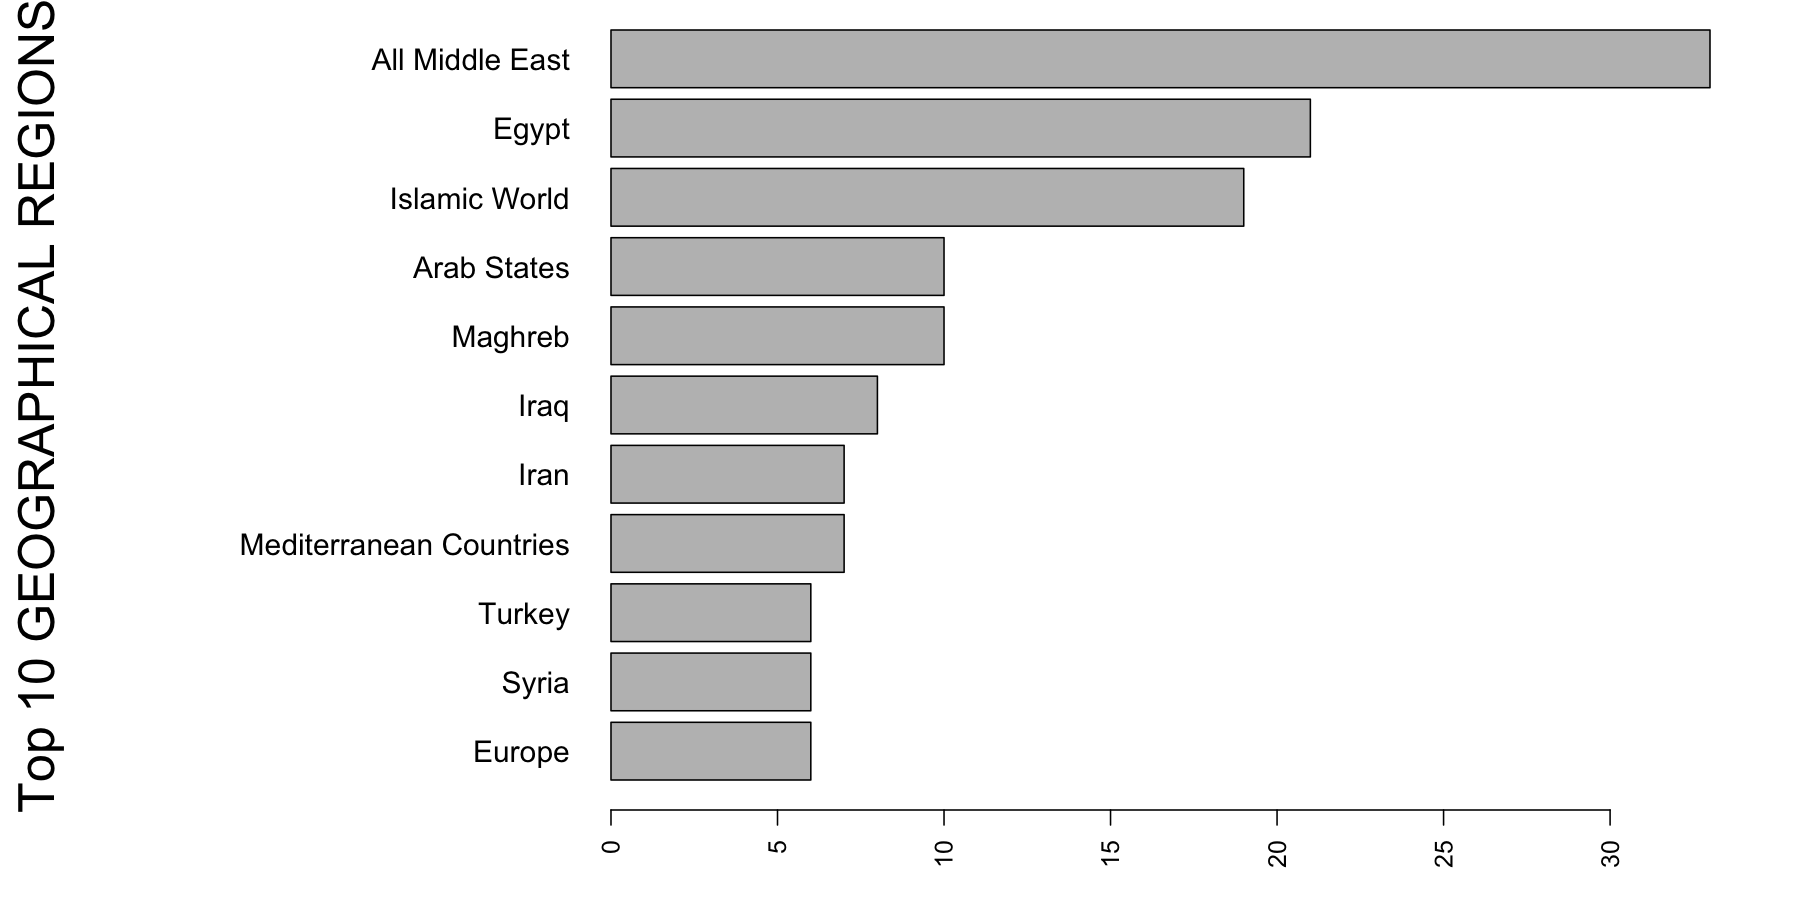 Top 10 GEOGRAPHICAL REGIONS
All Middle East
Egypt
Islamic World
Arab States
Maghreb
Iraq
Iran
Mediterranean Countries
Turkey
Syria
Europe
0 5 10 15 20 25 30